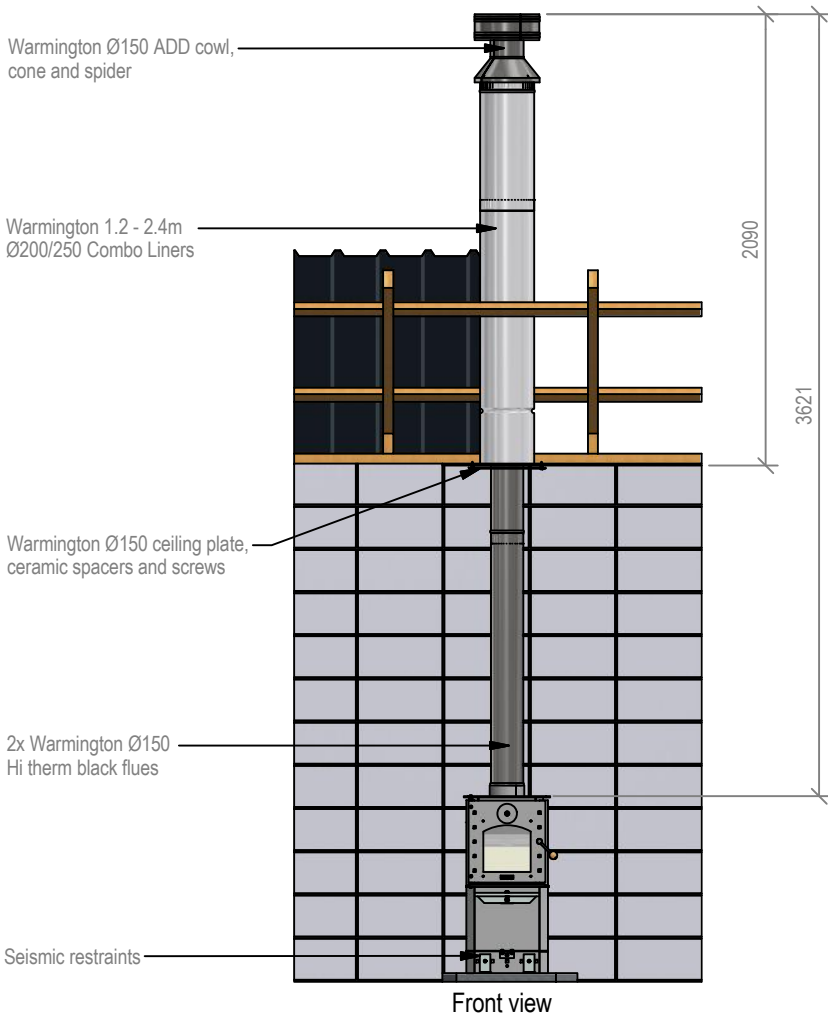 Warmington Ø150 ADD cowl,
cone and spider
Warmington 1.2 - 2.4m
Ø200/250 Combo Liners
2090
3621
Warmington Ø150 ceiling plate,
ceramic spacers and screws
2x Warmington Ø150
Hi therm black flues
Seismic restraints
Front view